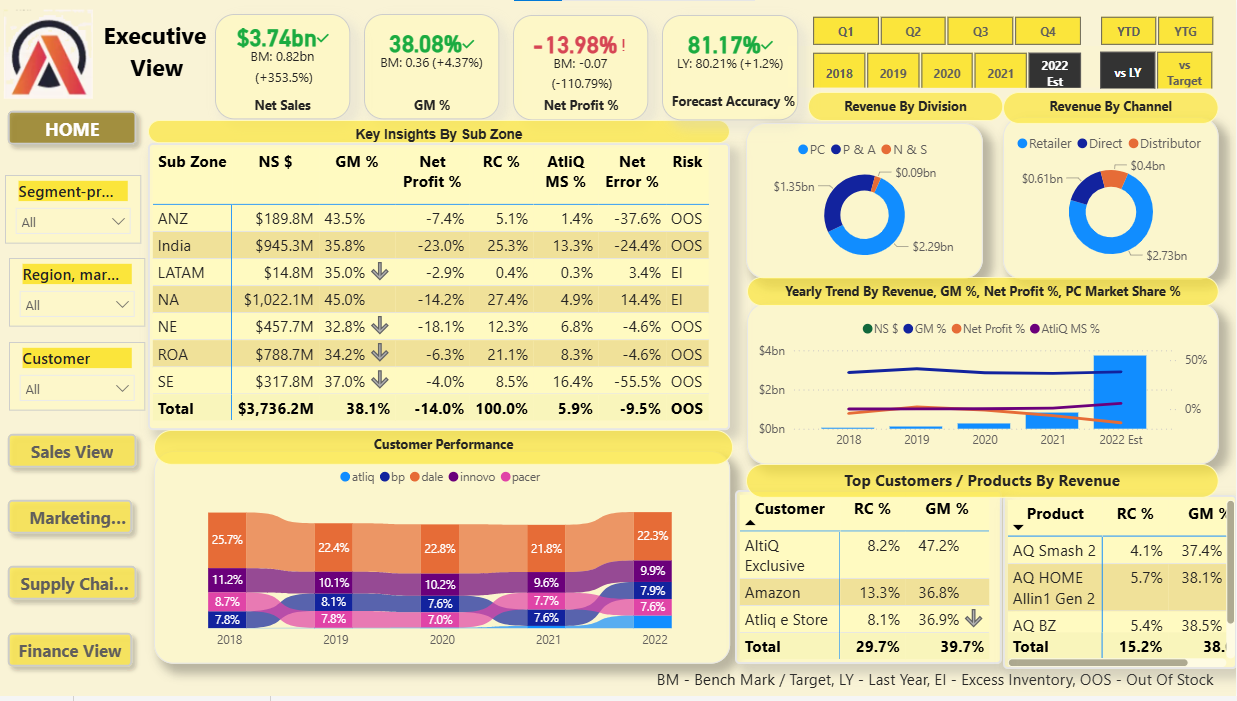 Executive
View
$3.74bn✓
BM: 0.82bn
(+353.5%)
Net Sales
38.08%✓
BM: 0.36 (+4.37%)
GM %
-13.98%!
BM: -0.07
(-110.79%)
Net Profit %
81.17%✓
LY: 80.21% (+1.2%)
Forecast Accuracy %
Q1 Q2 Q3 Q4
YTD YTG
2018 2019 2020 2021 2022 Est
vs LY vs Target
HOME
Segment-pr...
All
Region, mar...
All
Customer
All
Sales View
Marketing...
Supply Chai...
Finance View
Key Insights By Sub Zone
Sub Zone NS $ GM % Net Profit % RC % AtliQ MS % Net Error % Risk
ANZ $189.8M 43.5% -7.4% 5.1% 1.4% -37.6% OOS
India $945.3M 35.8% -23.0% 25.3% 13.3% -24.4% OOS
LATAM $14.8M 35.0% -2.9% 0.4% 0.3% 3.4% EI
NA $1,022.1M 45.0% -14.2% 27.4% 4.9% 14.4% EI
NE $457.7M 32.8% -18.1% 12.3% 6.8% -4.6% OOS
ROA $788.7M 34.2% -6.3% 21.1% 8.3% -4.6% OOS
SE $317.8M 37.0% -4.0% 8.5% 16.4% -55.5% OOS
Total $3,736.2M 38.1% -14.0% 100.0% 5.9% -9.5% OOS
Revenue By Division
PC P & A N & S
$0.09bn
$1.35bn
$2.29bn
Revenue By Channel
Retailer Direct Distributor
$0.4bn
$0.61bn
$2.73bn
Yearly Trend By Revenue, GM %, Net Profit %, PC Market Share %
NS $ GM % Net Profit % AtliQ MS %
$4bn 50%
$2bn
0%
$0bn
2018 2019 2020 2021 2022 Est
Customer Performance
atliq bp dale innovo pacer
25.7% 22.4% 22.8% 21.8% 22.3%
11.2% 10.1% 10.2% 9.6% 9.9%
8.7% 8.1% 7.6% 7.7% 7.9%
7.8% 7.8% 7.0% 7.6% 7.6%
2018 2019 2020 2021 2022
Top Customers / Products By Revenue
Customer RC % GM %
AltiQ Exclusive 8.2% 47.2%
Amazon 13.3% 36.8%
Atliq e Store 8.1% 36.9%
Total 29.7% 39.7%
Product RC % GM %
AQ Smash 2 4.1% 37.4%
AQ HOME Allin1 Gen 2 5.7% 38.1%
AQ BZ 5.4% 38.5%
Total 15.2% 38.
BM - Bench Mark / Target, LY - Last Year, EI - Excess Inventory, OOS - Out Of Stock